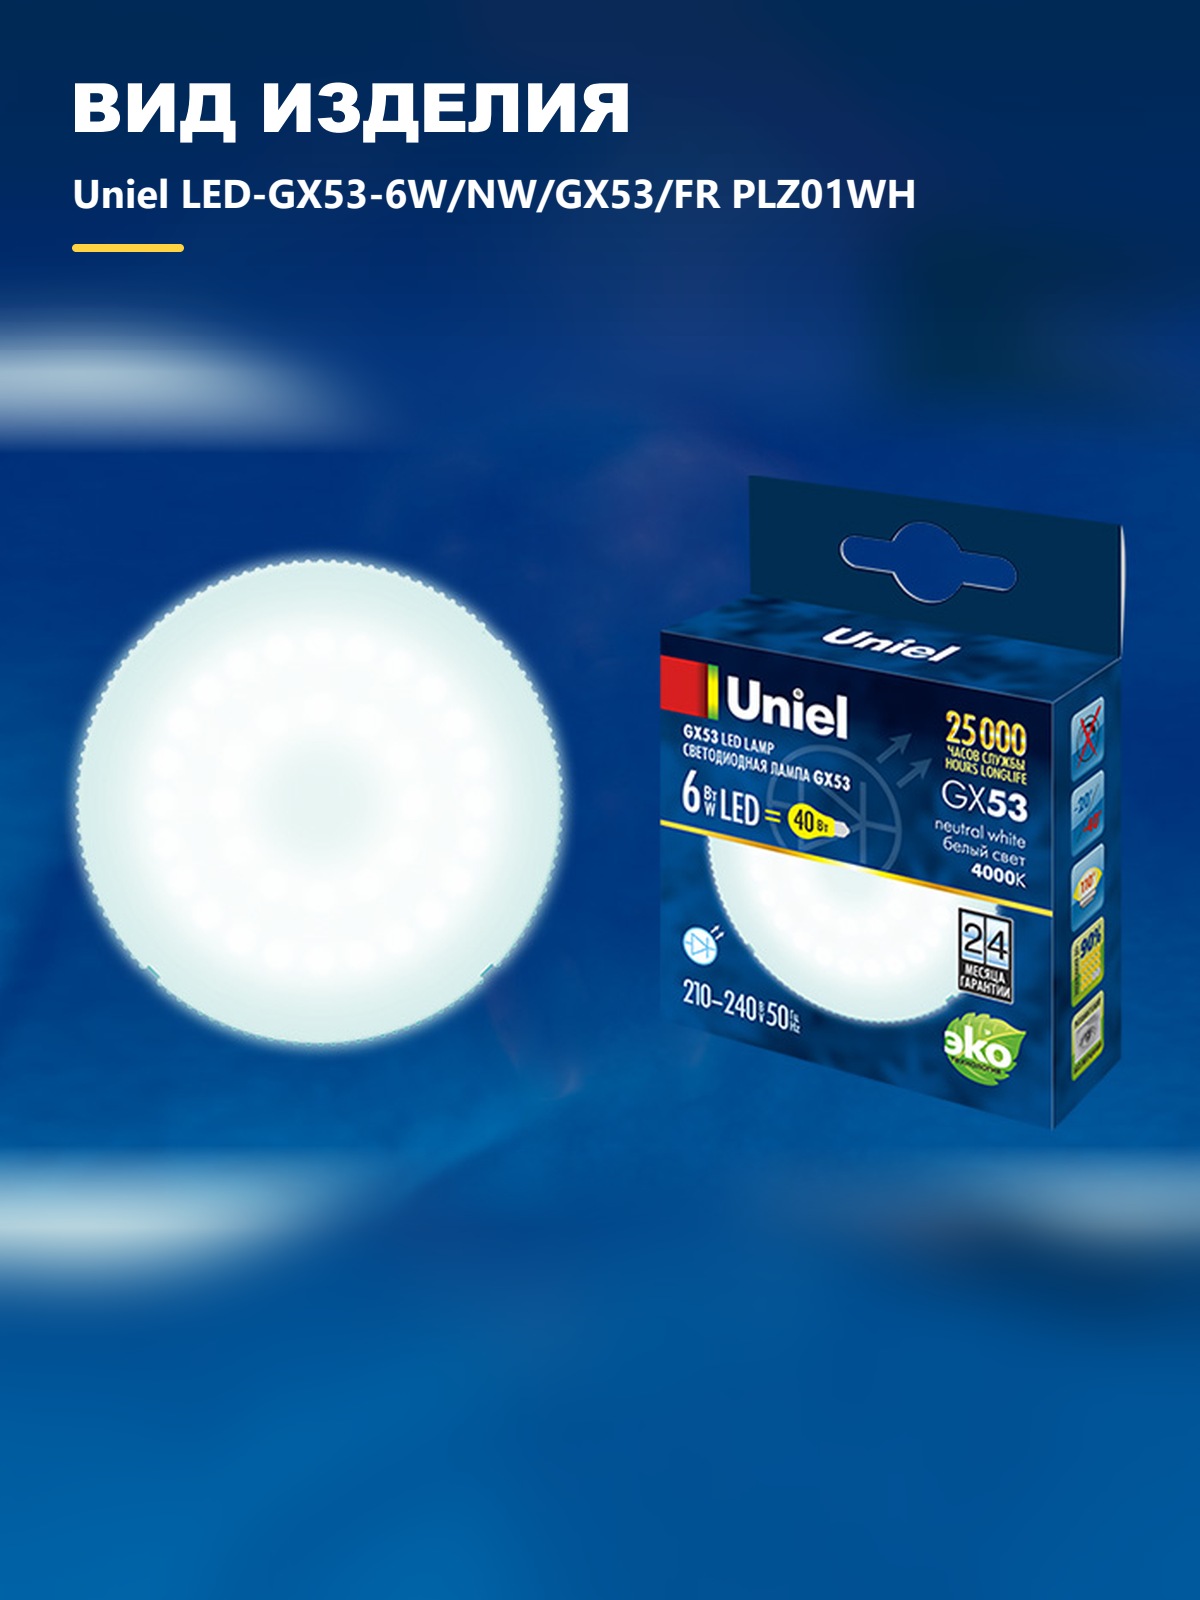 ВИД ИЗДЕЛИЯ
Uniel LED-GX53-6W/NW/GX53/FR PLZ01WH
Uniel
Uniel
GX53 LED LAMP
СВЕТОДИОДНАЯ ЛАМПА GX53
6 Вт W LED = 40 Вт
25 000
ЧАСОВ СЛУЖБЫ
HOURS LONGLIFE
GX53
neutral white
белый свет
4000K
24
МЕСЯЦА
ГАРАНТИИ
210–240 В V 50 Гц Hz
эко
технология
90%